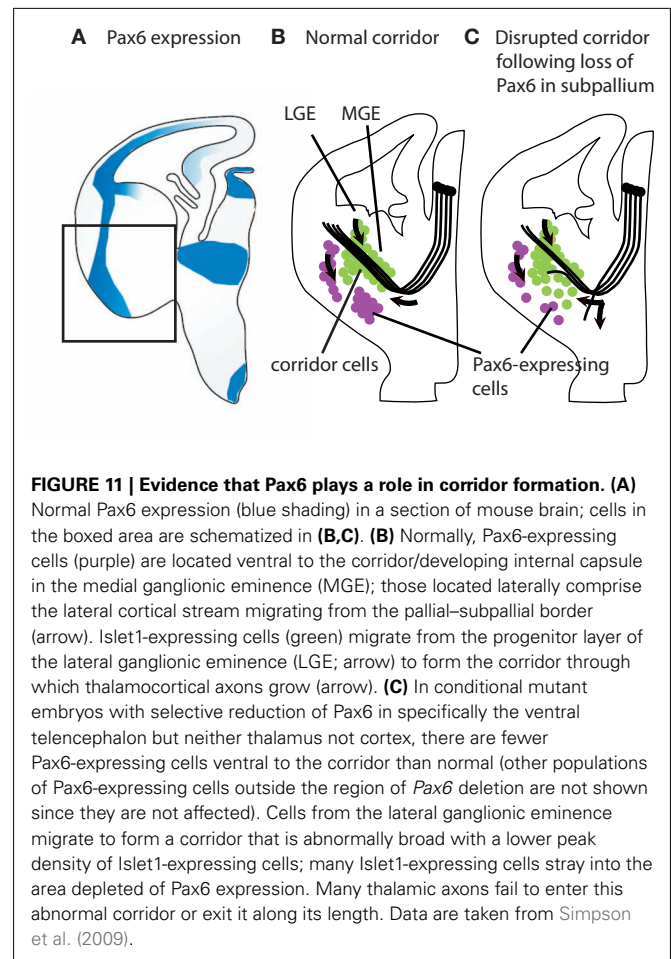 A Pax6 expression
B Normal corridor
C Disrupted corridor
following loss of
Pax6 in subpallium
LGE MGE
corridor cells
Pax6-expressing
cells
FIGURE 11 | Evidence that Pax6 plays a role in corridor formation. (A)
Normal Pax6 expression (blue shading) in a section of mouse brain; cells in
the boxed area are schematized in (B,C). (B) Normally, Pax6-expressing
cells (purple) are located ventral to the corridor/developing internal capsule
in the medial ganglionic eminence (MGE); those located laterally comprise
the lateral cortical stream migrating from the pallial–subpallial border
(arrow). Islet1-expressing cells (green) migrate from the progenitor layer of
the lateral ganglionic eminence (LGE; arrow) to form the corridor through
which thalamocortical axons grow (arrow). (C) In conditional mutant
embryos with selective reduction of Pax6 in specifically the ventral
telencephalon but neither thalamus not cortex, there are fewer
Pax6-expressing cells ventral to the corridor than normal (other populations
of Pax6-expressing cells outside the region of Pax6 deletion are not shown
since they are not affected). Cells from the lateral ganglionic eminence
migrate to form a corridor that is abnormally broad with a lower peak
density of Islet1-expressing cells; many Islet1-expressing cells stray into the
area depleted of Pax6 expression. Many thalamic axons fail to enter this
abnormal corridor or exit it along its length. Data are taken from Simpson
et al. (2009).